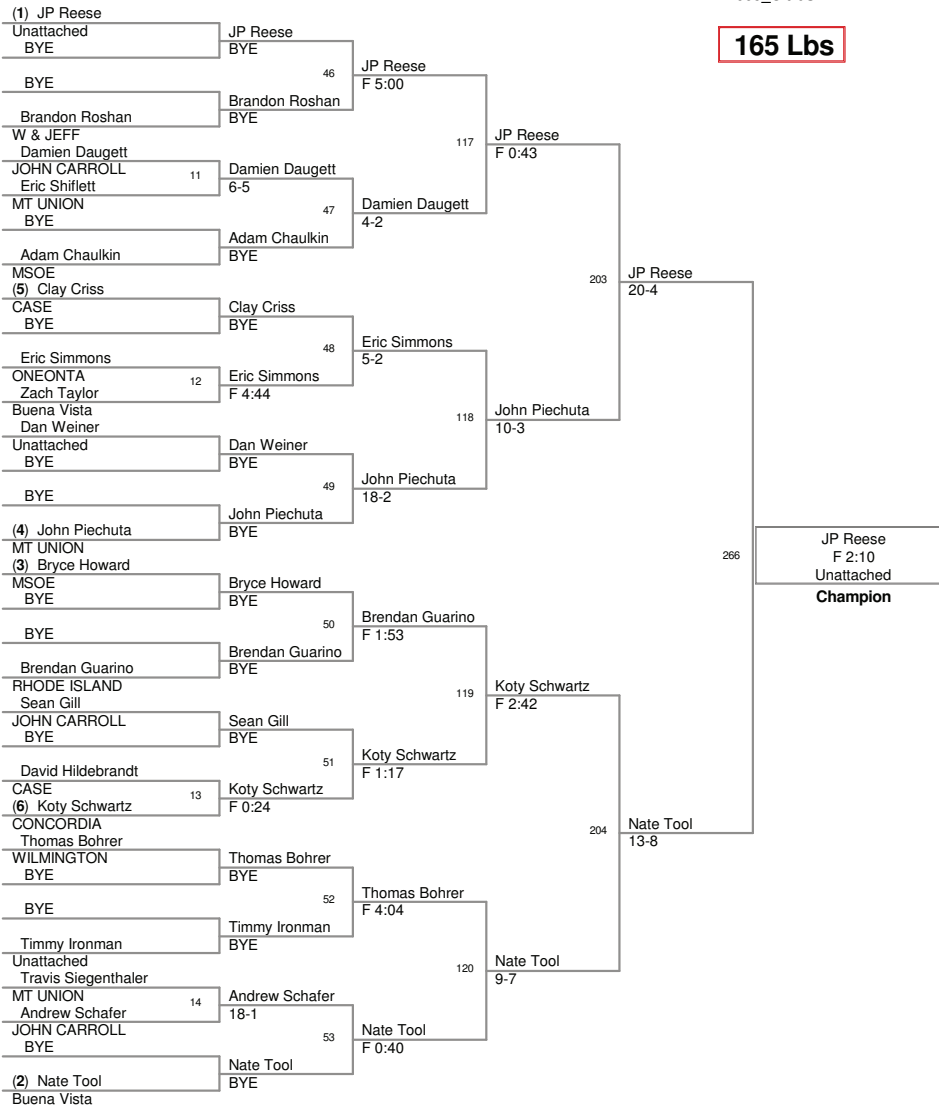 165 Lbs
(1) JP Reese
Unattached
BYE
BYE
Brandon Roshan
W & JEFF
Damien Daugett
JOHN CARROLL
Eric Shiflett
MT UNION
BYE
Adam Chaulkin
MSOE
(5) Clay Criss
CASE
BYE
Eric Simmons
ONEONTA
Zach Taylor
Buena Vista
Dan Weiner
Unattached
BYE
BYE
(4) John Piechuta
MT UNION
(3) Bryce Howard
MSOE
BYE
BYE
Brendan Guarino
RHODE ISLAND
Sean Gill
JOHN CARROLL
BYE
David Hildebrandt
CASE
(6) Koty Schwartz
CONCORDIA
Thomas Bohrer
WILMINGTON
BYE
BYE
Timmy Ironman
Unattached
Travis Siegenthaler
MT UNION
Andrew Schafer
JOHN CARROLL
BYE
(2) Nate Tool
Buena Vista
11
12
13
14
JP Reese
BYE
Brandon Roshan
BYE
Damien Daugett
6-5
Adam Chaulkin
BYE
Clay Criss
BYE
Eric Simmons
F 4:44
Dan Weiner
BYE
John Piechuta
BYE
Bryce Howard
BYE
Brendan Guarino
BYE
Sean Gill
BYE
Koty Schwartz
F 0:24
Thomas Bohrer
BYE
Timmy Ironman
BYE
Andrew Schafer
18-1
Nate Tool
BYE
46
47
48
49
50
51
52
53
JP Reese
F 5:00
Damien Daugett
4-2
Eric Simmons
5-2
John Piechuta
18-2
Brendan Guarino
F 1:53
Koty Schwartz
F 1:17
Thomas Bohrer
F 4:04
Nate Tool
F 0:40
117
118
119
120
JP Reese
F 0:43
John Piechuta
10-3
Koty Schwartz
F 2:42
Nate Tool
9-7
203
204
JP Reese
20-4
Nate Tool
13-8
266
JP Reese
F 2:10
Unattached
Champion